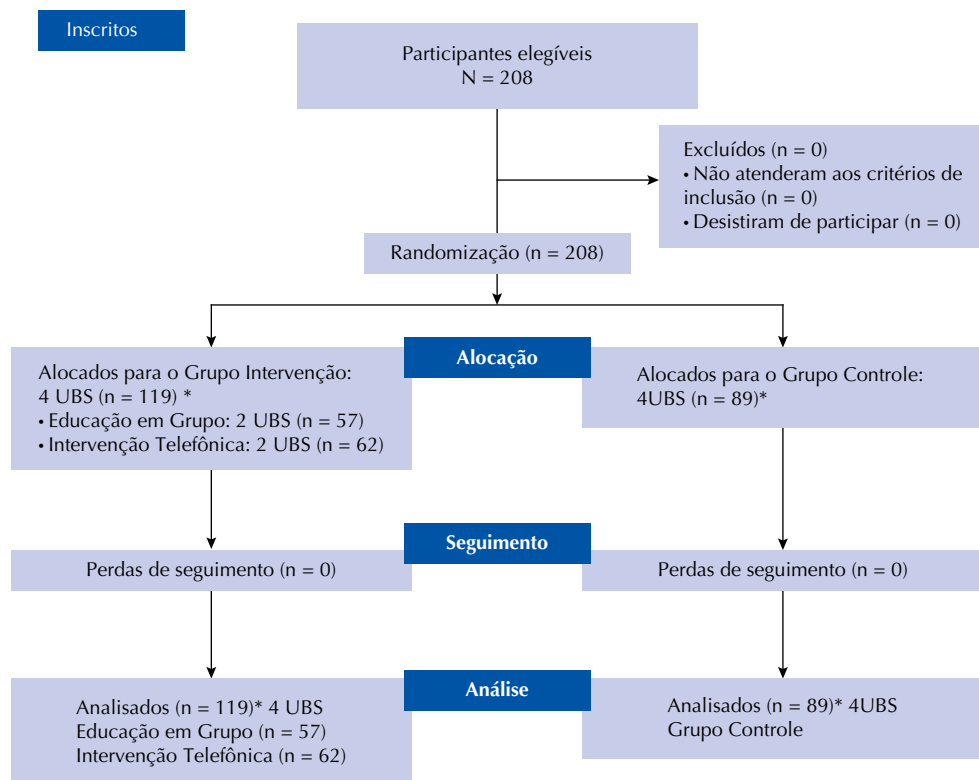 Inscritos
Participantes elegíveis
N = 208
Excluídos (n = 0)
• Não atenderam aos critérios de
inclusão (n = 0)
• Desistiram de participar (n = 0)
Randomização (n = 208)
Alocação
Alocados para o Grupo Intervenção:
4 UBS (n = 119) *
• Educação em Grupo: 2 UBS (n = 57)
• Intervenção Telefônica: 2 UBS (n = 62)
Alocados para o Grupo Controle:
4UBS (n = 89)*
Seguimento
Perdas de seguimento (n = 0)
Perdas de seguimento (n = 0)
Análise
Analisados (n = 119)* 4 UBS
Educação em Grupo (n = 57)
Intervenção Telefônica (n = 62)
Analisados (n = 89)* 4UBS
Grupo Controle